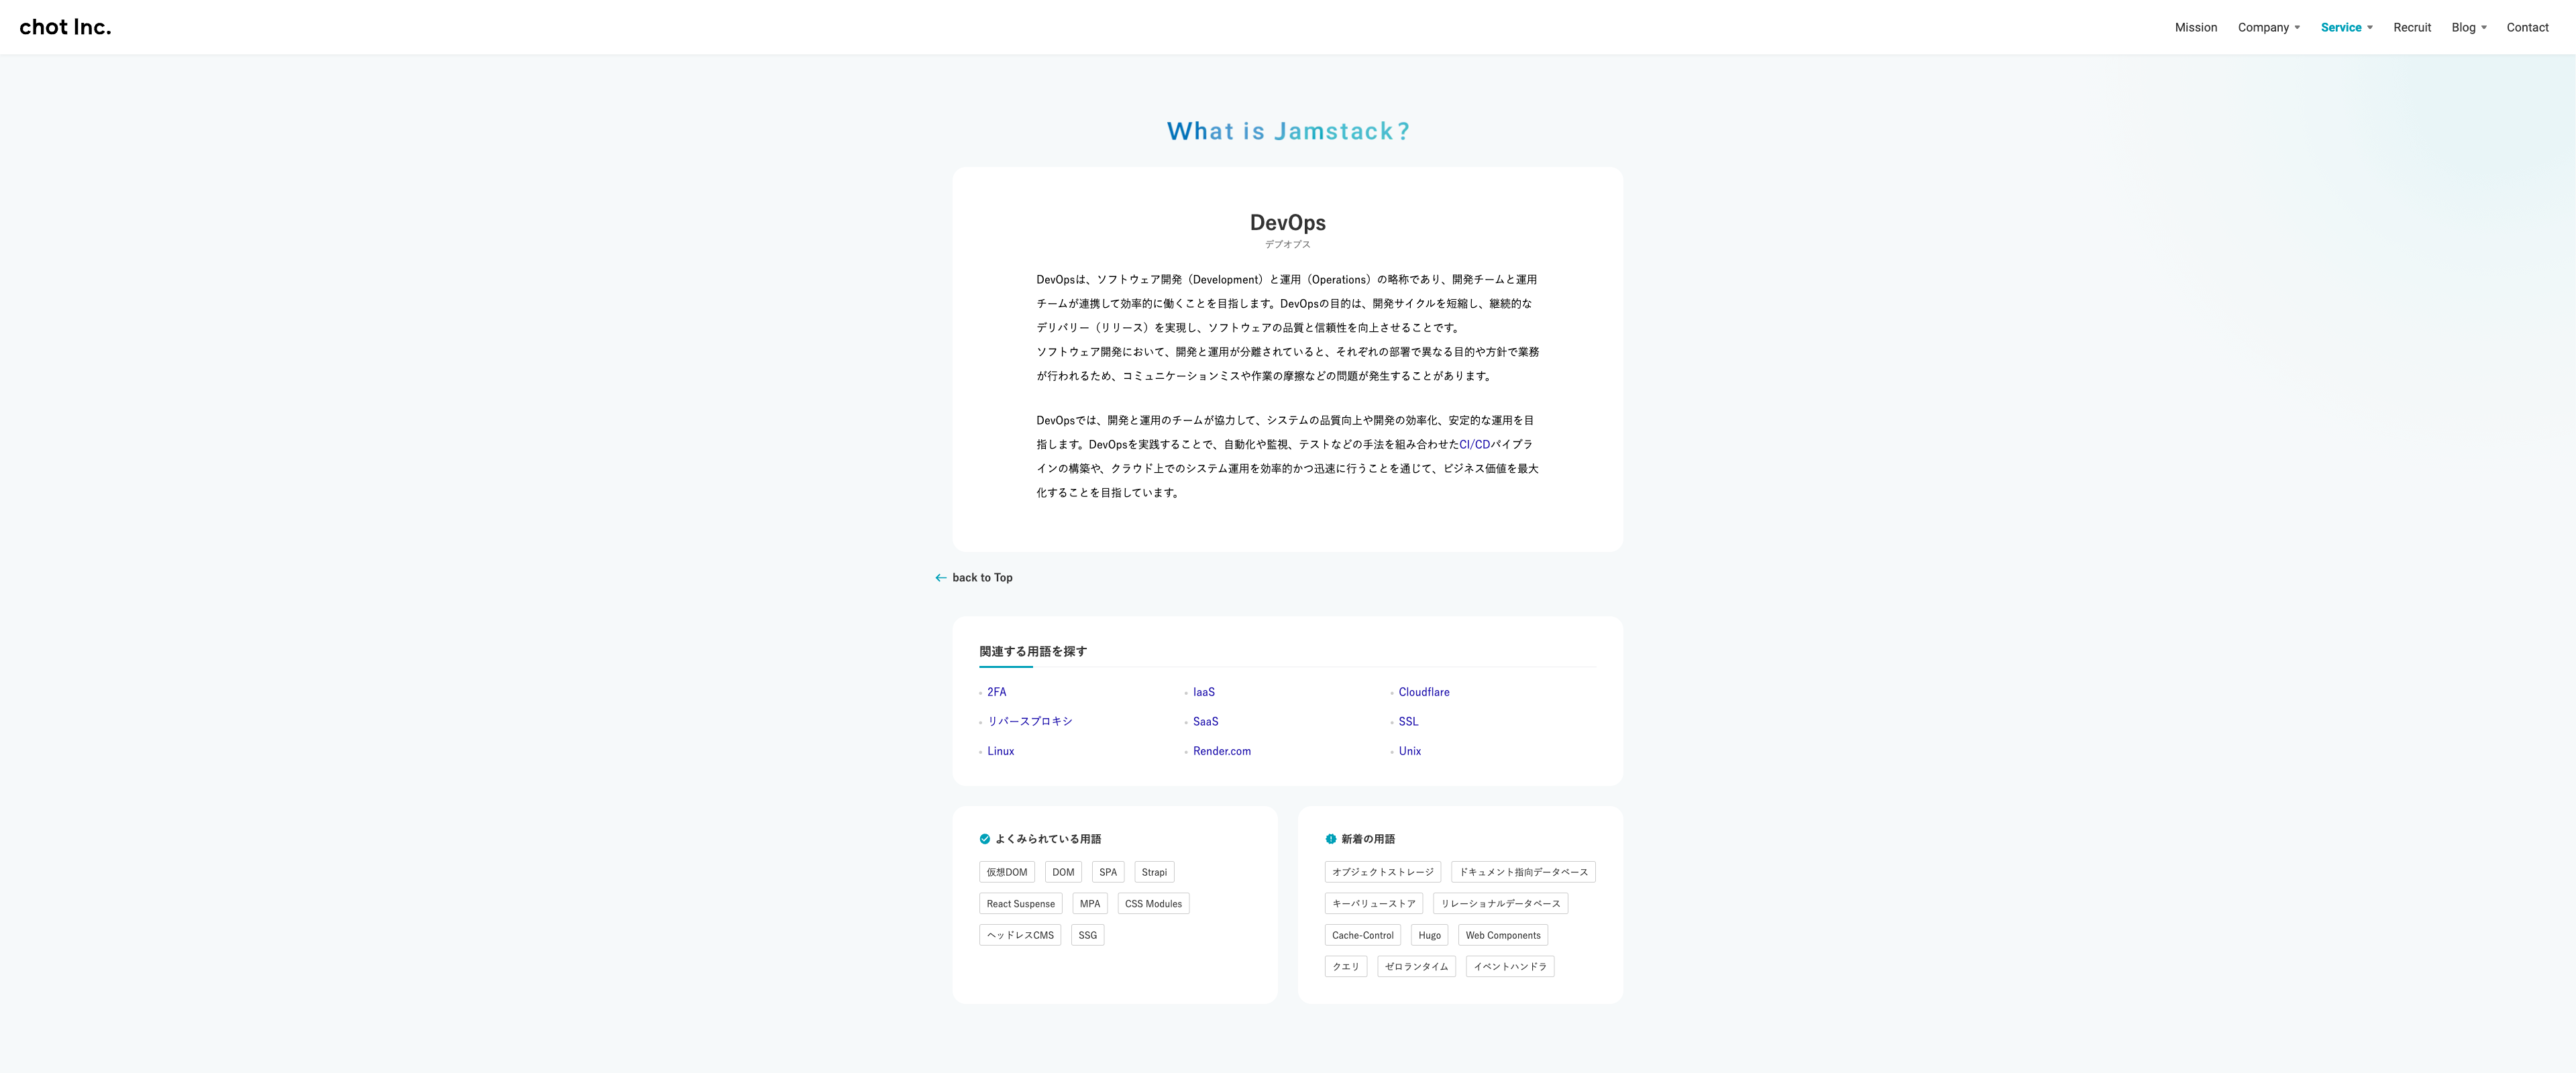 chot Inc.
Mission Company Service Recruit Blog Contact
What is Jamstack?
DevOps
デブオプス
DevOpsは、ソフトウェア開発（Development）と運用（Operations）の略称であり、開発チームと運用
チームが連携して効率的に働くことを目指します。DevOpsの目的は、開発サイクルを短縮し、継続的な
デリバリー（リリース）を実現し、ソフトウェアの品質と信頼性を向上させることです。
ソフトウェア開発において、開発と運用が分離されていると、それぞれの部署で異なる目的や方針で業務
が行われるため、コミュニケーションミスや作業の摩擦などの問題が発生することがあります。
DevOpsでは、開発と運用のチームが協力して、システムの品質向上や開発の効率化、安定的な運用を目
指します。DevOpsを実践することで、自動化や監視、テストなどの手法を組み合わせたCI/CDパイプラ
インの構築や、クラウド上でのシステム運用を効率的かつ迅速に行うことを通じて、ビジネス価値を最大
化することを目指しています。
back to Top
関連する用語を探す
2FA IaaS Cloudflare
リバースプロキシ SaaS SSL
Linux Render.com Unix
よくみられている用語
仮想DOM DOM SPA Strapi
React Suspense MPA CSS Modules
ヘッドレスCMS SSG
新着の用語
オブジェクトストレージ ドキュメント指向データベース
キーバリューストア リレーショナルデータベース
Cache-Control Hugo Web Components
クエリ ゼロランタイム イベントハンドラ